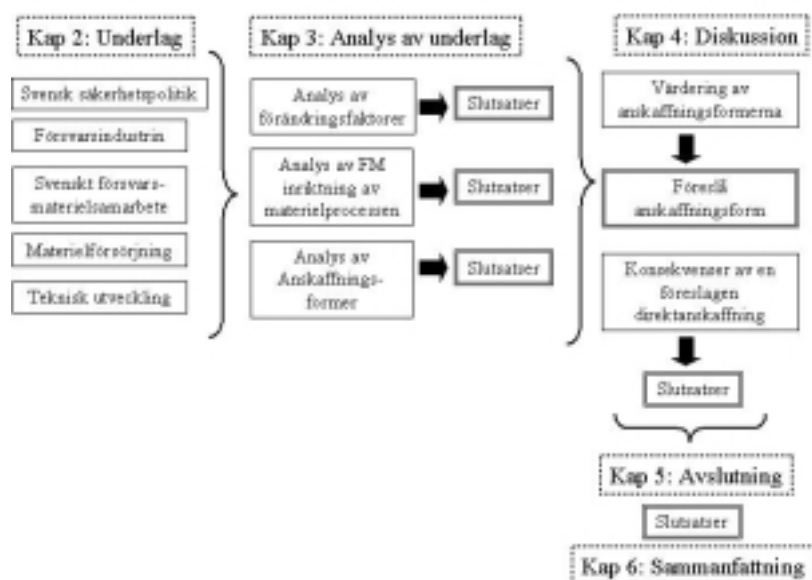 Kap 2: Underlag
Svensk säkerhetspolitik
Försvarsindustrin
Svenskt försvars-
materielsamarbete
Materielförsörjning
Teknisk utveckling
Kap 3: Analys av underlag
Analys av
förändringsfaktorer
Slutsatser
Analys av FM
inriktning av
materielprocessen
Slutsatser
Analys av
Anskaffnings-
former
Slutsatser
Kap 4: Diskussion
Värdering av
anskaffningsformerna
Föreslå
anskaffningsform
Konsekvenser av en
föreslagen
direktanskaffning
Slutsatser
Kap 5: Avslutning
Slutsatser
Kap 6: Sammanfattning